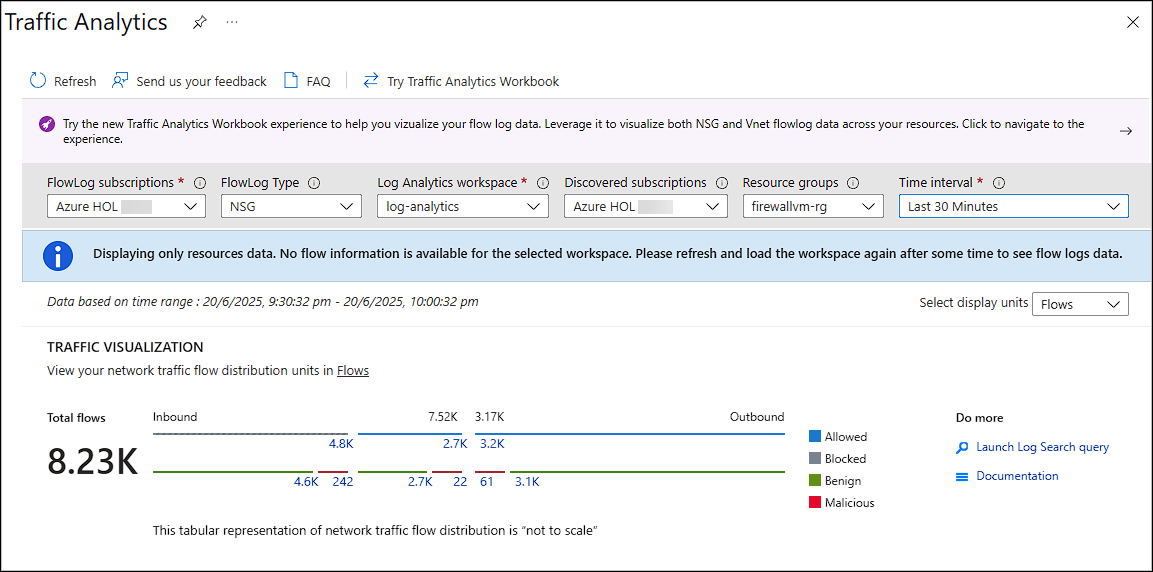 Traffic Analytics
Refresh
Send us your feedback
FAQ
Try Traffic Analytics Workbook
Try the new Traffic Analytics Workbook experience to help you vizualize your flow log data. Leverage it to visualize both NSG and Vnet flowlog data across your resources. Click to navigate to the
experience.
FlowLog subscriptions * FlowLog Type Log Analytics workspace * Discovered subscriptions Resource groups Time interval *
Azure HOL NSG log-analytics Azure HOL firewallvm-rg Last 30 Minutes
Displaying only resources data. No flow information is available for the selected workspace. Please refresh and load the workspace again after some time to see flow logs data.
Data based on time range : 20/6/2025, 9:30:32 pm - 20/6/2025, 10:00:32 pm
Select display units Flows
TRAFFIC VISUALIZATION
View your network traffic flow distribution units in Flows
Total flows
8.23K
Inbound 7.52K 3.17K Outbound
4.8K 2.7K 3.2K
4.6K 242 2.7K 22 61 3.1K
Allowed
Blocked
Benign
Malicious
Do more
Launch Log Search query
Documentation
This tabular representation of network traffic flow distribution is “not to scale”